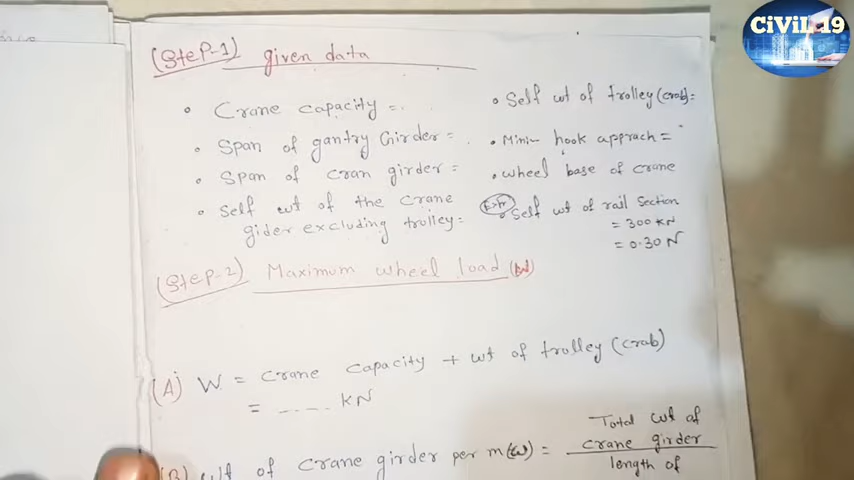 CiViL 19
(SteP-1) given data
• Crane capacity =
• Span of gantry Girder =
• Span of cran girder =
• Self wt of the crane
gider excluding trolley =
• Self wt of trolley (crab) =
• Minim hook apprach =
• wheel base of crane
• Self wt of rail section
= 300 KN
= 0.30 N
(SteP-2) Maximum wheel load (W)
(A) W = crane capacity + wt of trolley (crab)
= ..... kN
(B) wt of crane girder per m (w) = Total wt of
crane girder
length of